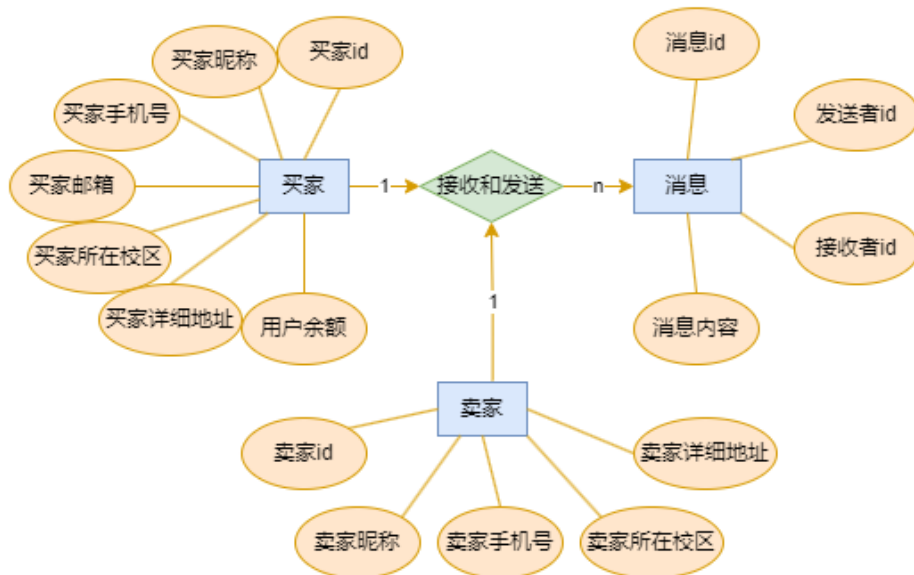 消息id
买家昵称
买家id
买家手机号
发送者id
买家邮箱
买家
1
接收和发送
n
消息
买家所在校区
接收者id
买家详细地址
用户余额
消息内容
1
卖家
卖家id
卖家详细地址
卖家昵称
卖家手机号
卖家所在校区